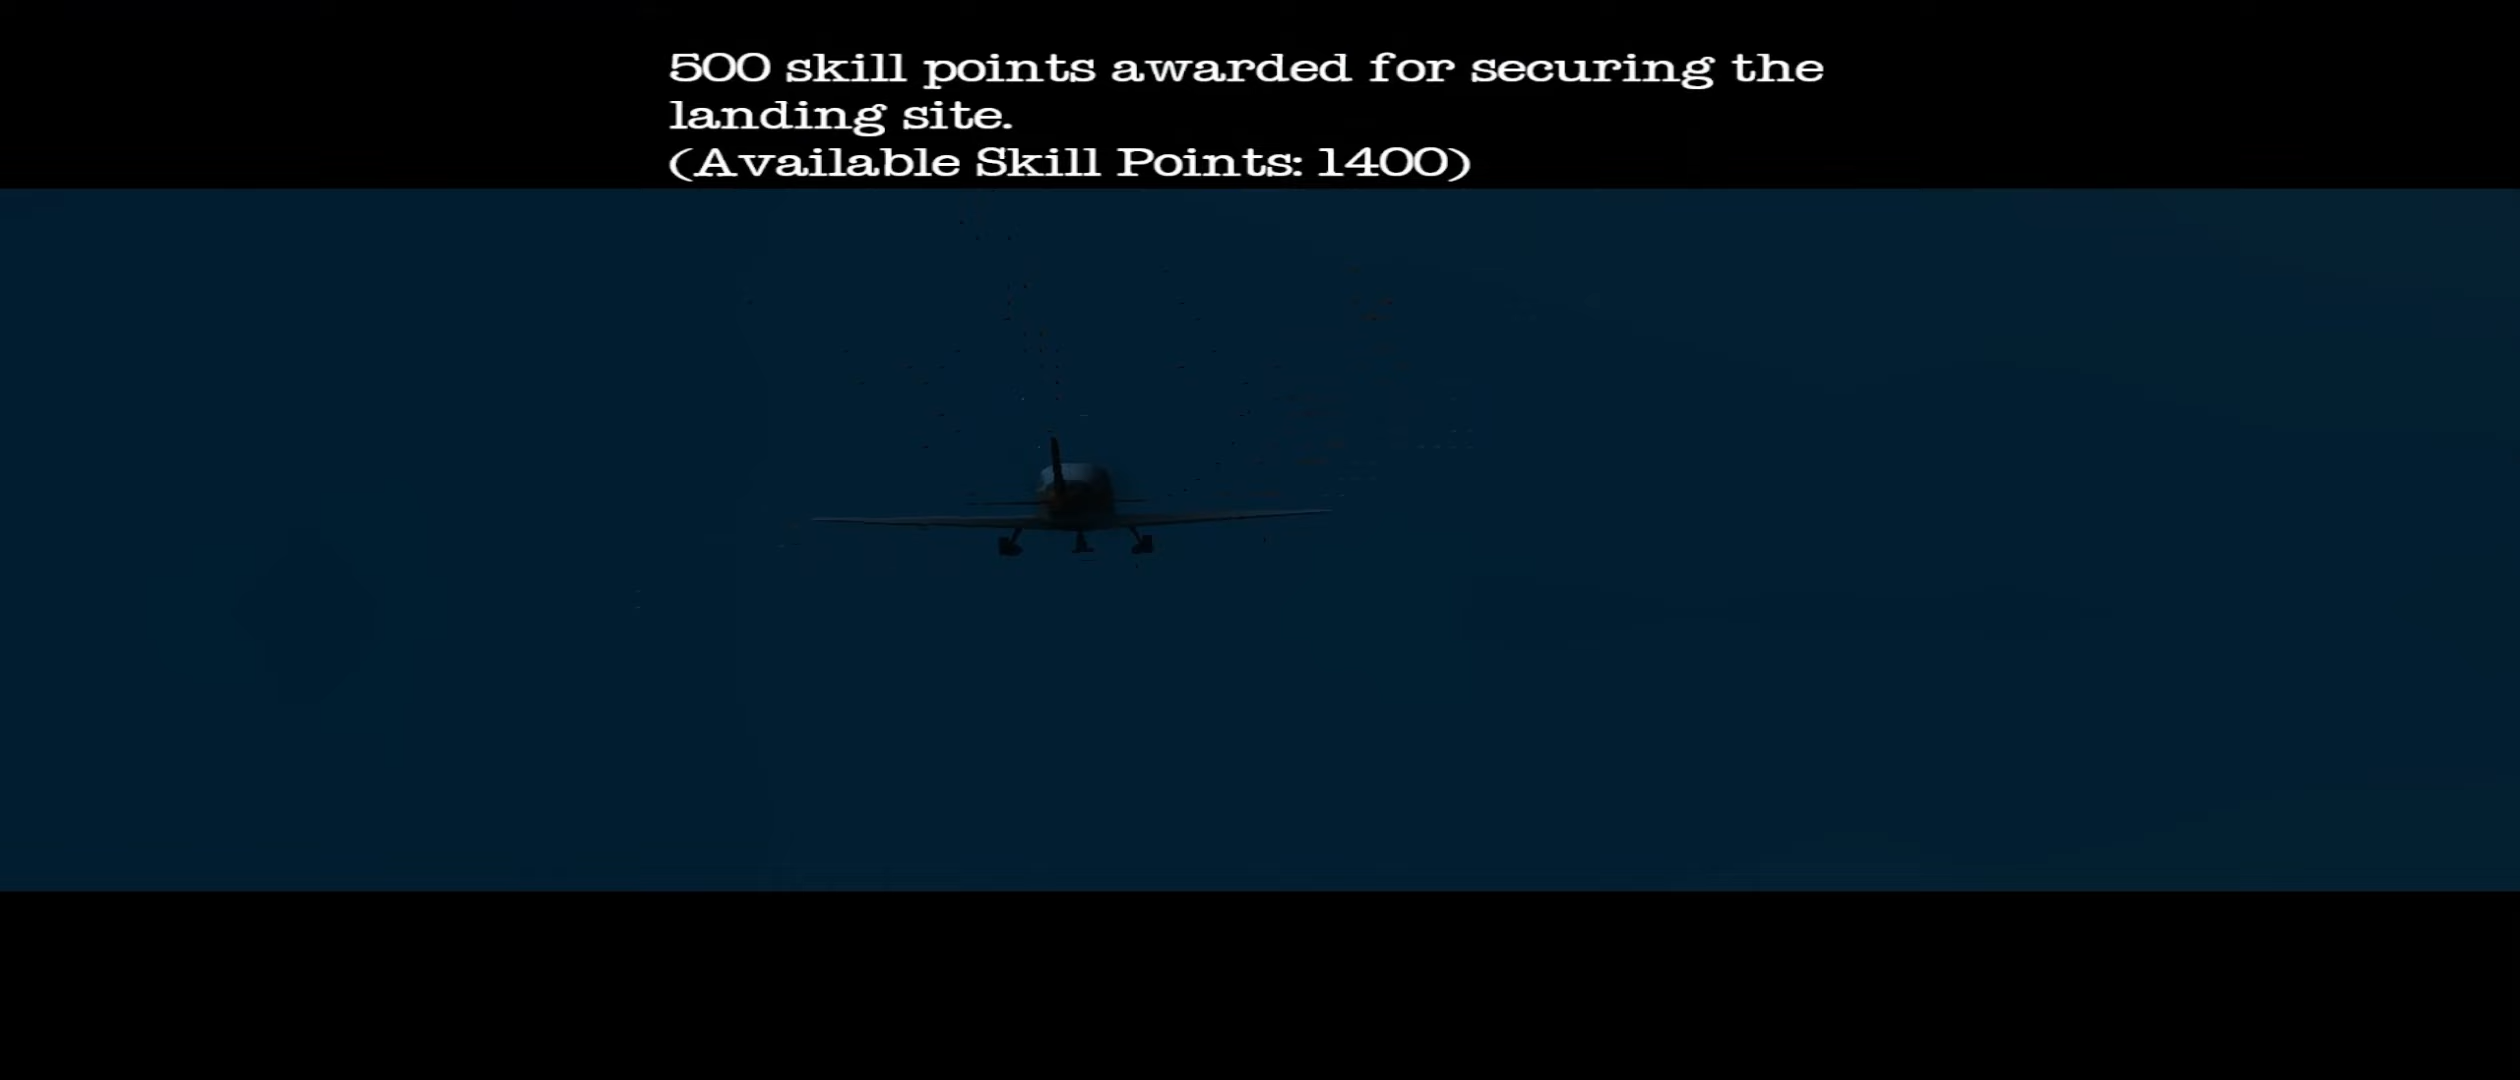 500 skill points awarded for securing the
landing site.
(Available Skill Points: 1400)